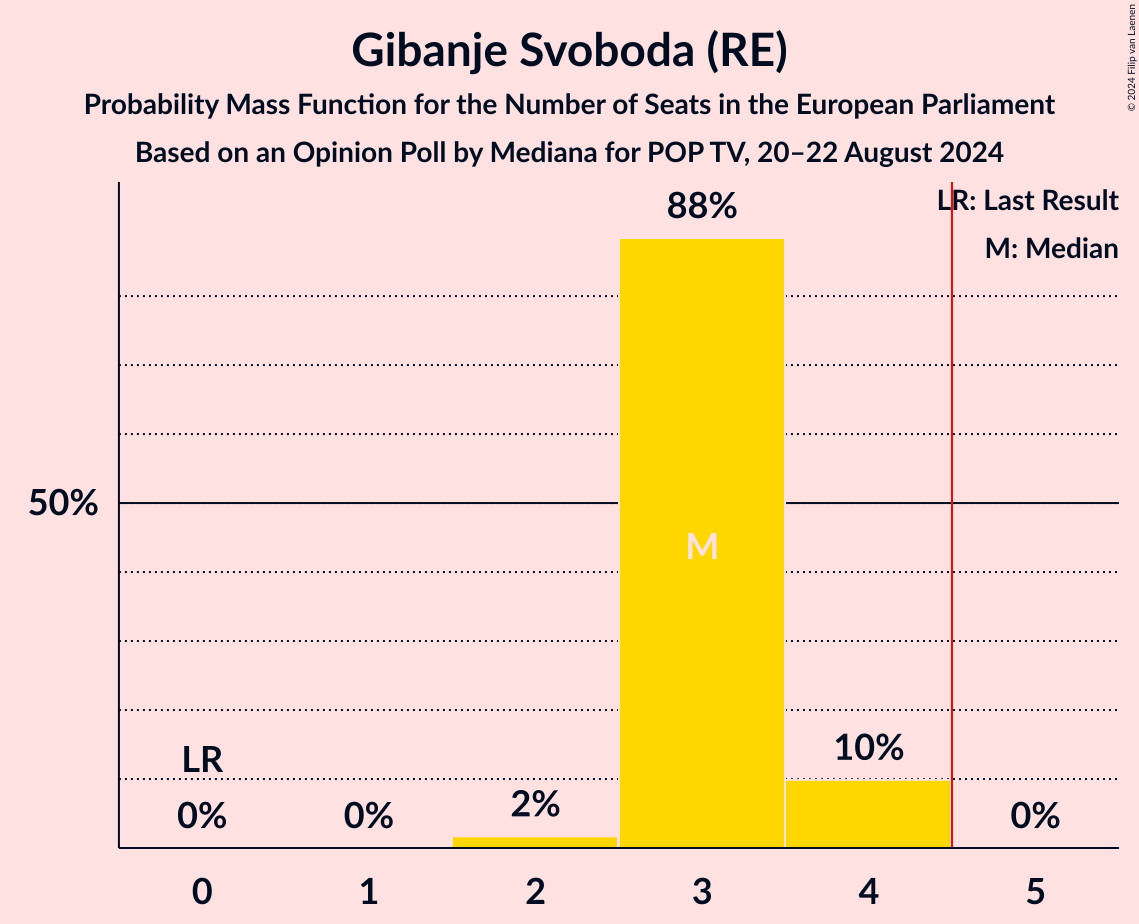 Gibanje Svoboda (RE)
Probability Mass Function for the Number of Seats in the European Parliament
Based on an Opinion Poll by Mediana for POP TV, 20–22 August 2024
© 2024 Filip van Laenen
LR: Last Result
M: Median
88%
50%
M
LR
10%
0%
0%
2%
0%
0
1
2
3
4
5